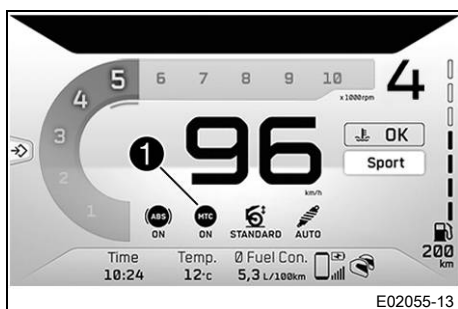 5 6 7 8 9 10
4
x1000rpm
4
3
2
1
1
96
km/h
OK
Sport
(ABS) MTC
ON ON STANDARD AUTO
Time Temp. Ø Fuel Con.
10:24 12°C 5,3 L/100km
200
km
E02055-13